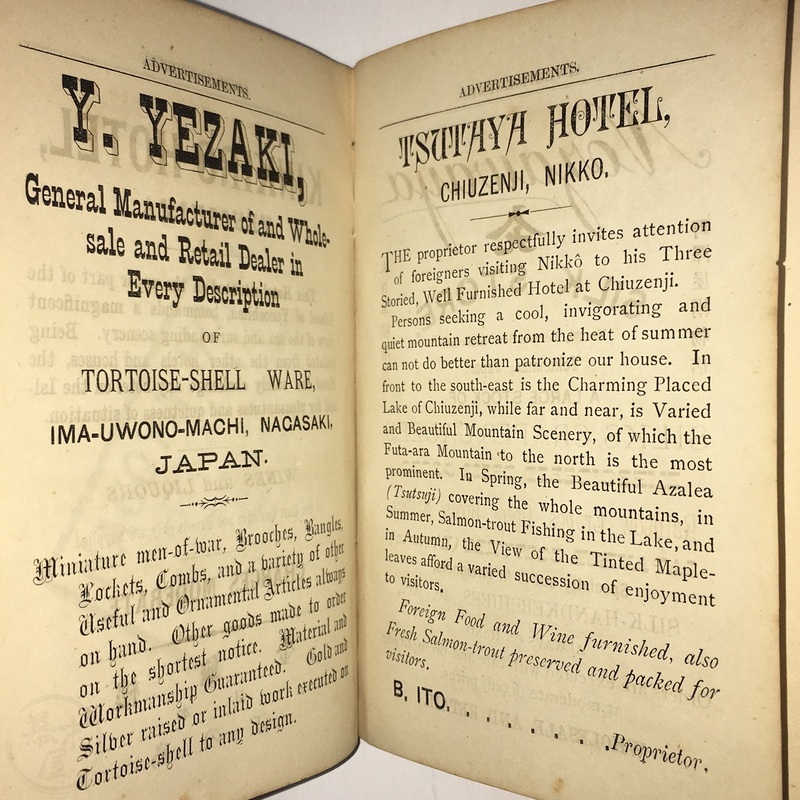 ADVERTISEMENTS.
Y. YEZAKI,
General Manufacturer of and Whole-
sale and Retail Dealer in
Every Description
OF
TORTOISE-SHELL WARE,
IMA-UWONO-MACHI, NAGASAKI,
JAPAN.
Miniature men-of-war, Brooches, Bangles,
Lockets, Combs, and a variety of other
Useful and Ornamental Articles always
on hand. Other goods made to order
on the shortest notice. Material and
Workmanship Guaranteed. Gold and
Silver raised or inlaid work executed on
Tortoise-shell to any design.
ADVERTISEMENTS.
TSUTAYA HOTEL,
CHIUZENJI, NIKKO.
THE proprietor respectfully invites attention
of foreigners visiting Nikkô to his Three
Storied, Well Furnished Hotel at Chiuzenji.
Persons seeking a cool, invigorating and
quiet mountain retreat from the heat of summer
can not do better than patronize our house. In
front to the south-east is the Charming Placed
Lake of Chiuzenji, while far and near, is Varied
and Beautiful Mountain Scenery, of which the
Futa-ara Mountain to the north is the most
prominent. In Spring, the Beautiful Azalea
(Tsutsuji) covering the whole mountains, in
Summer, Salmon-trout Fishing in the Lake, and
in Autumn, the View of the Tinted Maple-
leaves afford a varied succession of enjoyment
to visitors.
Foreign Food and Wine furnished, also
Fresh Salmon-trout preserved and packed for
visitors.
B. ITO. . . . . . . . Proprietor.